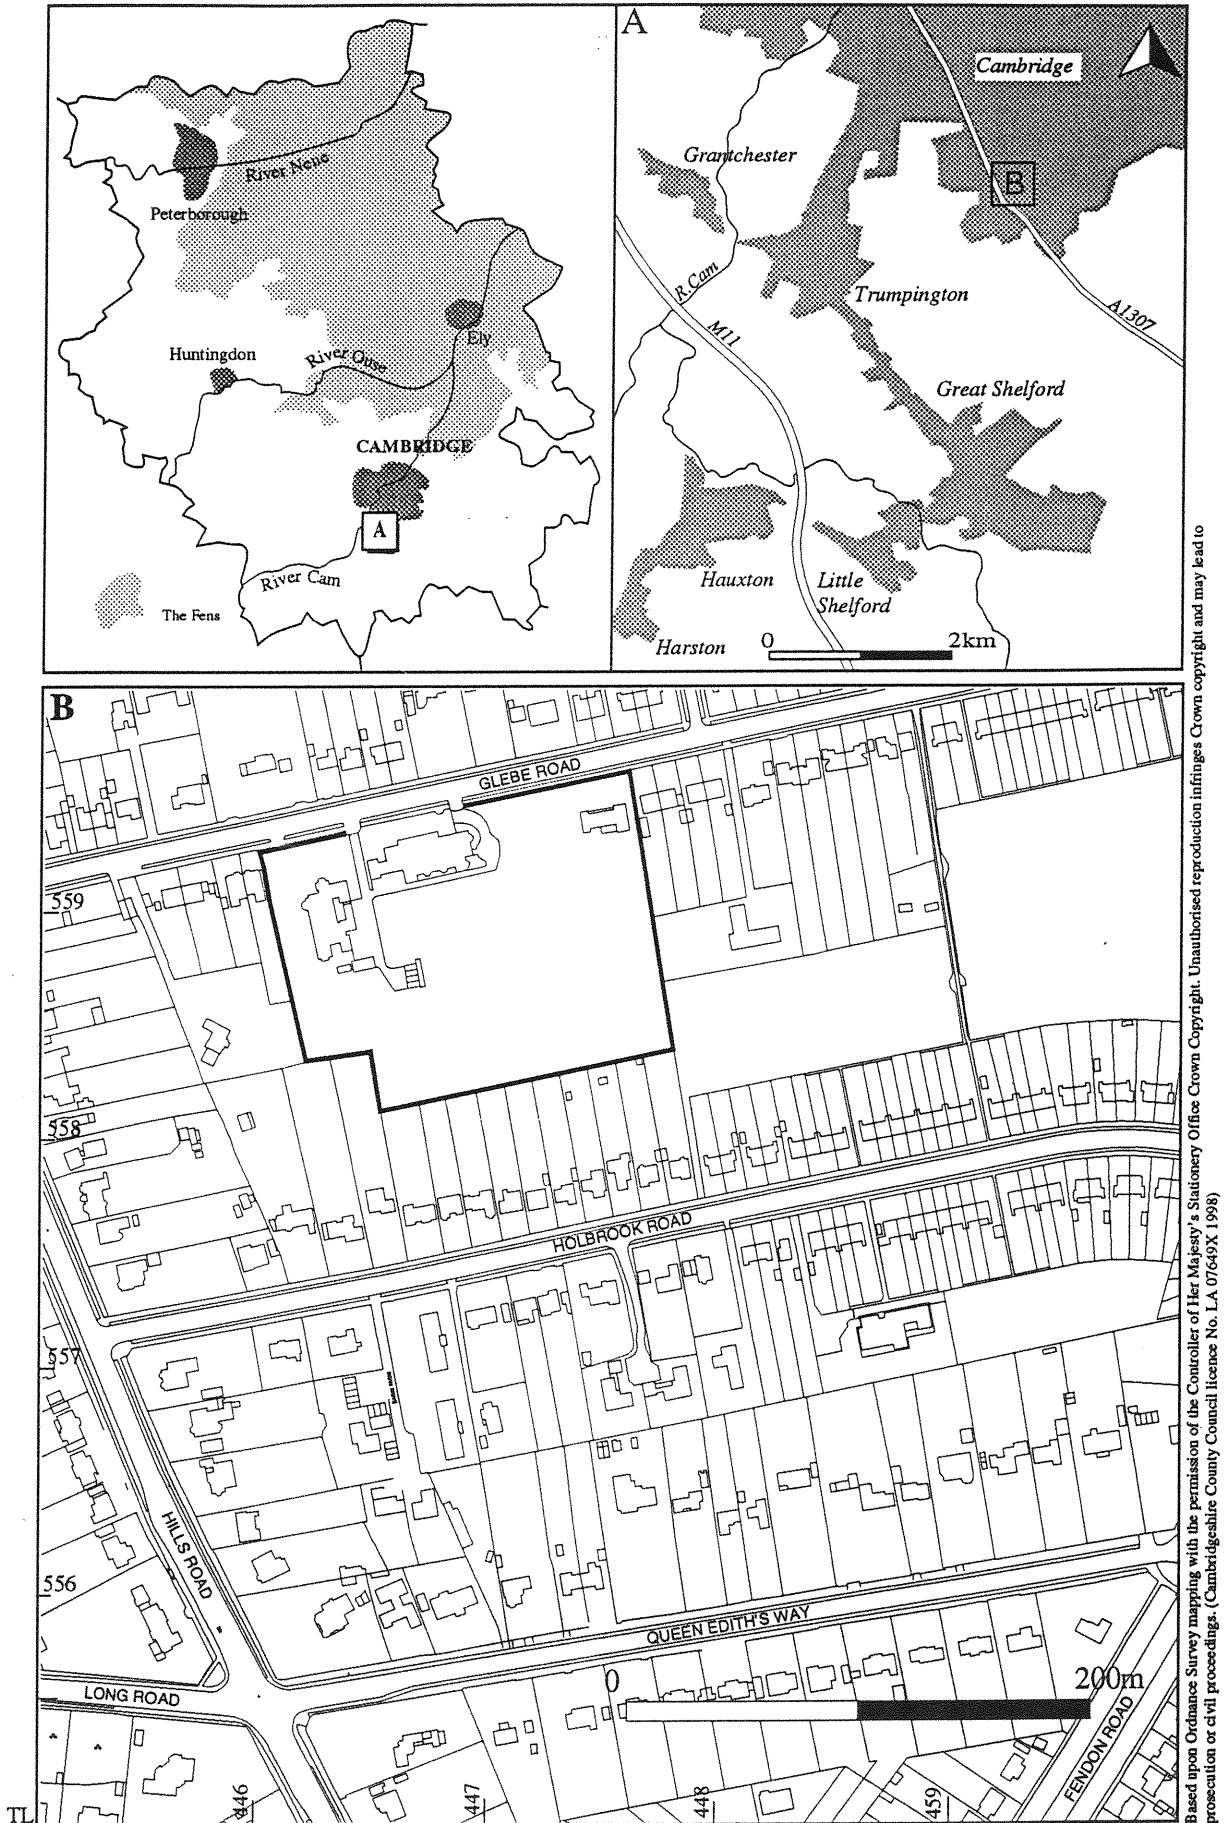 River Nene
Peterborough
Ely
Huntingdon
River Ouse
CAMBRIDGE
A
River Cam
The Fens
A
Cambridge
Grantchester
B
R.Cam
Trumpington
M11
A1307
Great Shelford
Hauxton
Little
Shelford
Harston
0
2km
B
GLEBE ROAD
559
558
HOLBROOK ROAD
557
HILLS ROAD
556
QUEEN EDITH'S WAY
LONG ROAD
0
200m
FENDON ROAD
TL
446
447
448
459
Based upon Ordnance Survey mapping with the permission of the Controller of Her Majesty's Stationery Office Crown Copyright. Unauthorised reproduction infringes Crown copyright and may lead to
prosecution or civil proceedings. (Cambridgeshire County Council licence No. LA 07649X 1998)